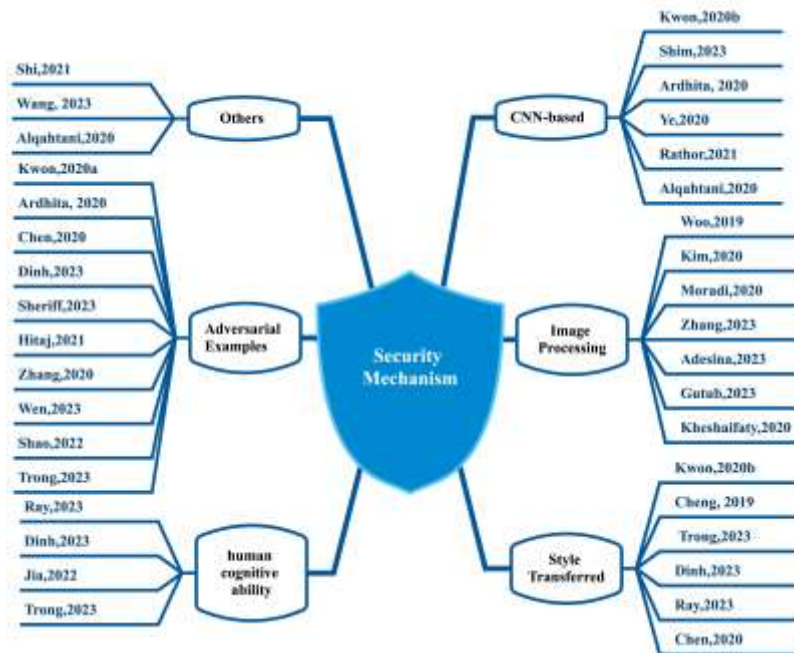 Shi,2021
Wang, 2023
Alqahtani,2020
Others
Kwon,2020a
Ardhita, 2020
Chen,2020
Dinh,2023
Sheriff,2023
Hitaj,2021
Zhang,2020
Wen,2023
Shao,2022
Trong,2023
Adversarial
Examples
Ray,2023
Dinh,2023
Jia,2022
Trong,2023
human
cognitive
ability
Security
Mechanism
Kwon,2020b
Shim,2023
Ardhita, 2020
Ye,2020
Rathor,2021
Alqahtani,2020
CNN-based
Woo,2019
Kim,2020
Moradi,2020
Zhang,2023
Adesina,2023
Gutub,2023
Kheshaifaty,2020
Image
Processing
Kwon,2020b
Cheng, 2019
Trong,2023
Dinh,2023
Ray,2023
Chen,2020
Style
Transferred